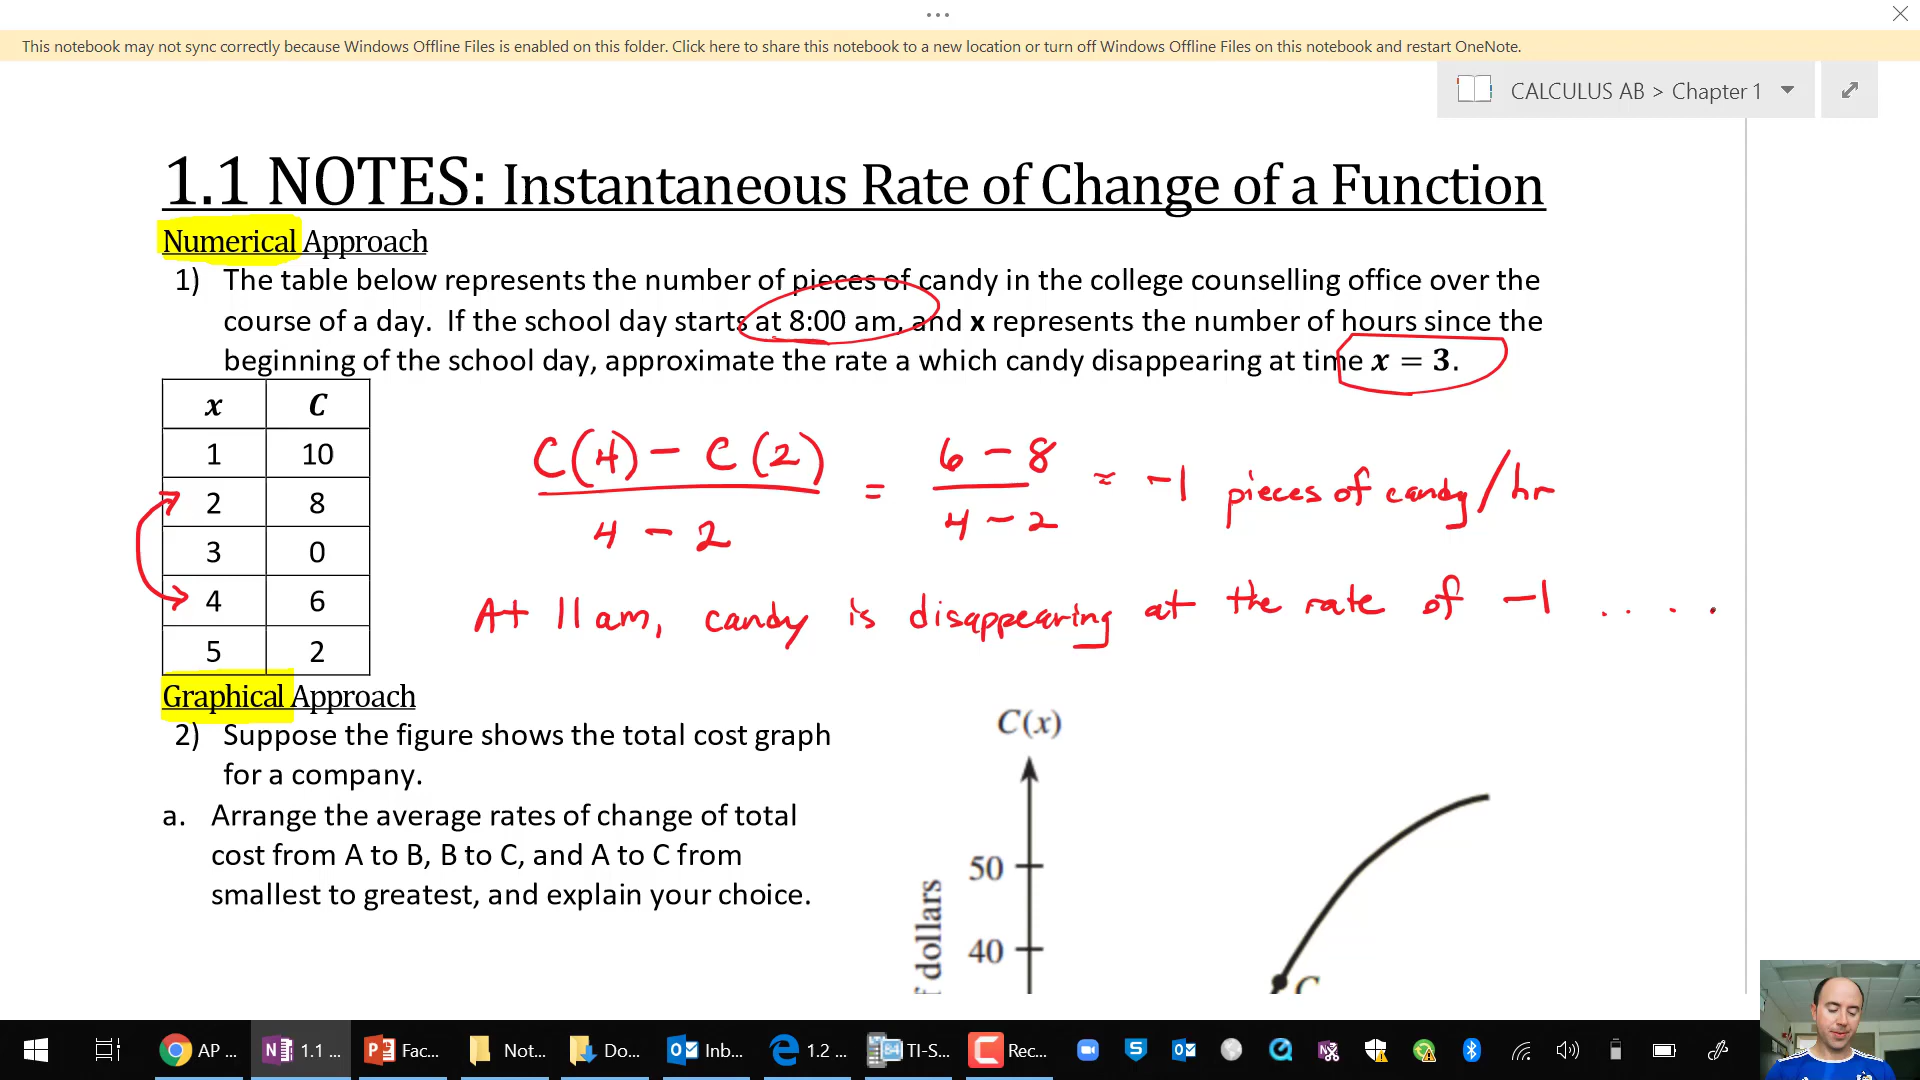 This notebook may not sync correctly because Windows Offline Files is enabled on this folder. Click here to share this notebook to a new location or turn off Windows Offline Files on this notebook and restart OneNote.
CALCULUS AB > Chapter 1
1.1 NOTES: Instantaneous Rate of Change of a Function
Numerical Approach
1) The table below represents the number of pieces of candy in the college counselling office over the
course of a day. If the school day starts at 8:00 am, and x represents the number of hours since the
beginning of the school day, approximate the rate a which candy disappearing at time x = 3.
x C
1 10
2 8
3 0
4 6
5 2
C(4) - C(2) / 4 - 2 = 6 - 8 / 4 - 2 ≈ -1 pieces of candy/hr
At 11am, candy is disappearing at the rate of -1 .....
Graphical Approach
2) Suppose the figure shows the total cost graph
for a company.
a. Arrange the average rates of change of total
cost from A to B, B to C, and A to C from
smallest to greatest, and explain your choice.
C(x)
50
40
dollars
C
AP ...
1.1 ...
Fac...
Not...
Do...
Inb...
1.2 ...
TI-S...
Rec...